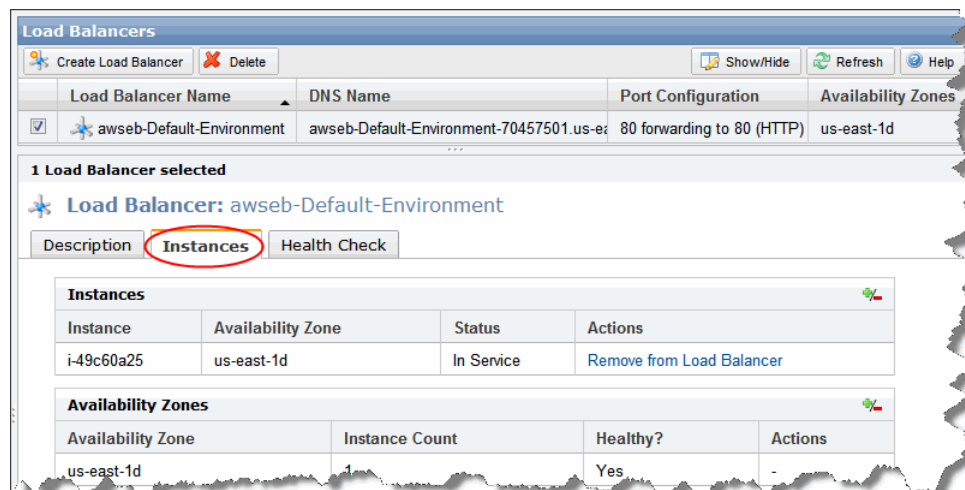 Load Balancers
Create Load Balancer Delete Show/Hide Refresh Help
Load Balancer Name DNS Name Port Configuration Availability Zones
awseb-Default-Environment awseb-Default-Environment-70457501.us-ea 80 forwarding to 80 (HTTP) us-east-1d
1 Load Balancer selected
Load Balancer: awseb-Default-Environment
Description Instances Health Check
Instances
Instance Availability Zone Status Actions
i-49c60a25 us-east-1d In Service Remove from Load Balancer
Availability Zones
Availability Zone Instance Count Healthy? Actions
us-east-1d 1 Yes -